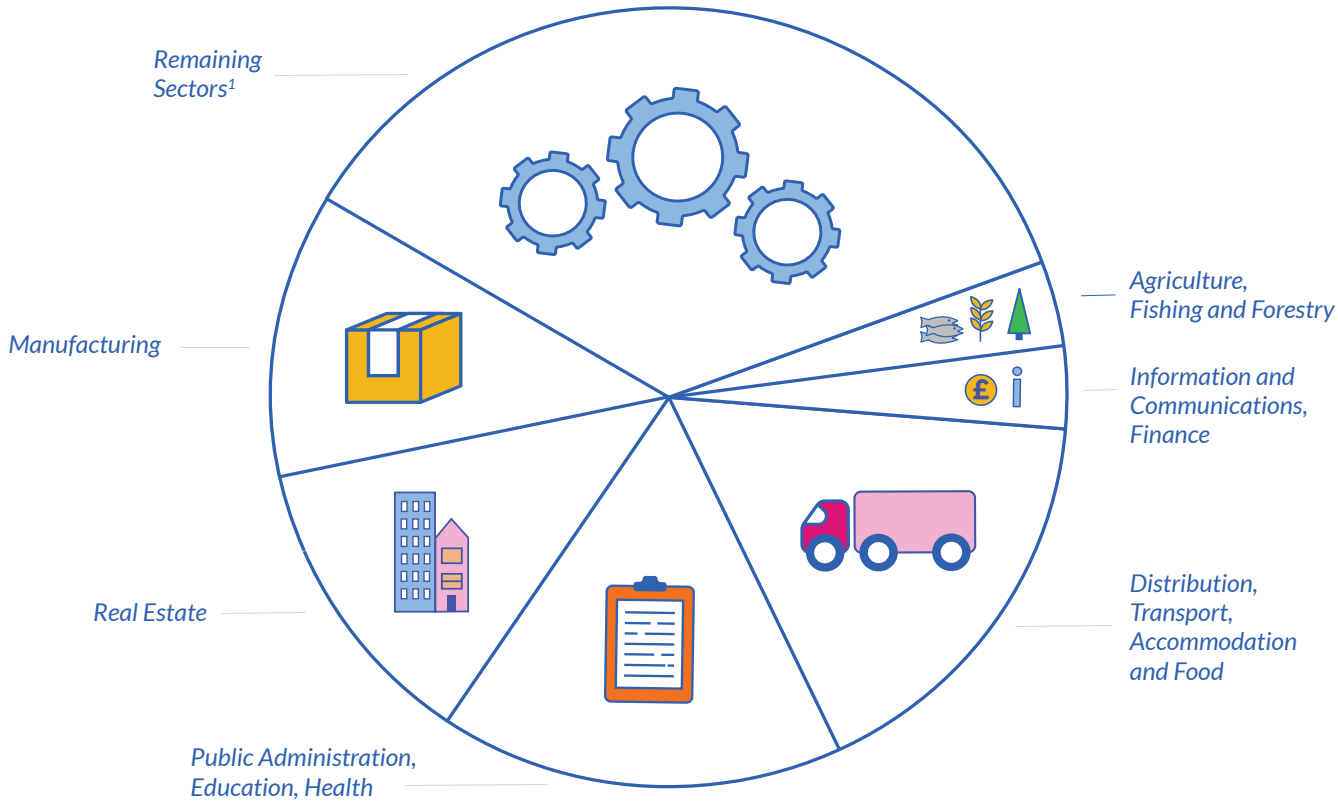 Remaining
Sectors¹
Agriculture,
Fishing and Forestry
Manufacturing
Information and
Communications,
Finance
£ i
Real Estate
Distribution,
Transport,
Accommodation
and Food
Public Administration,
Education, Health